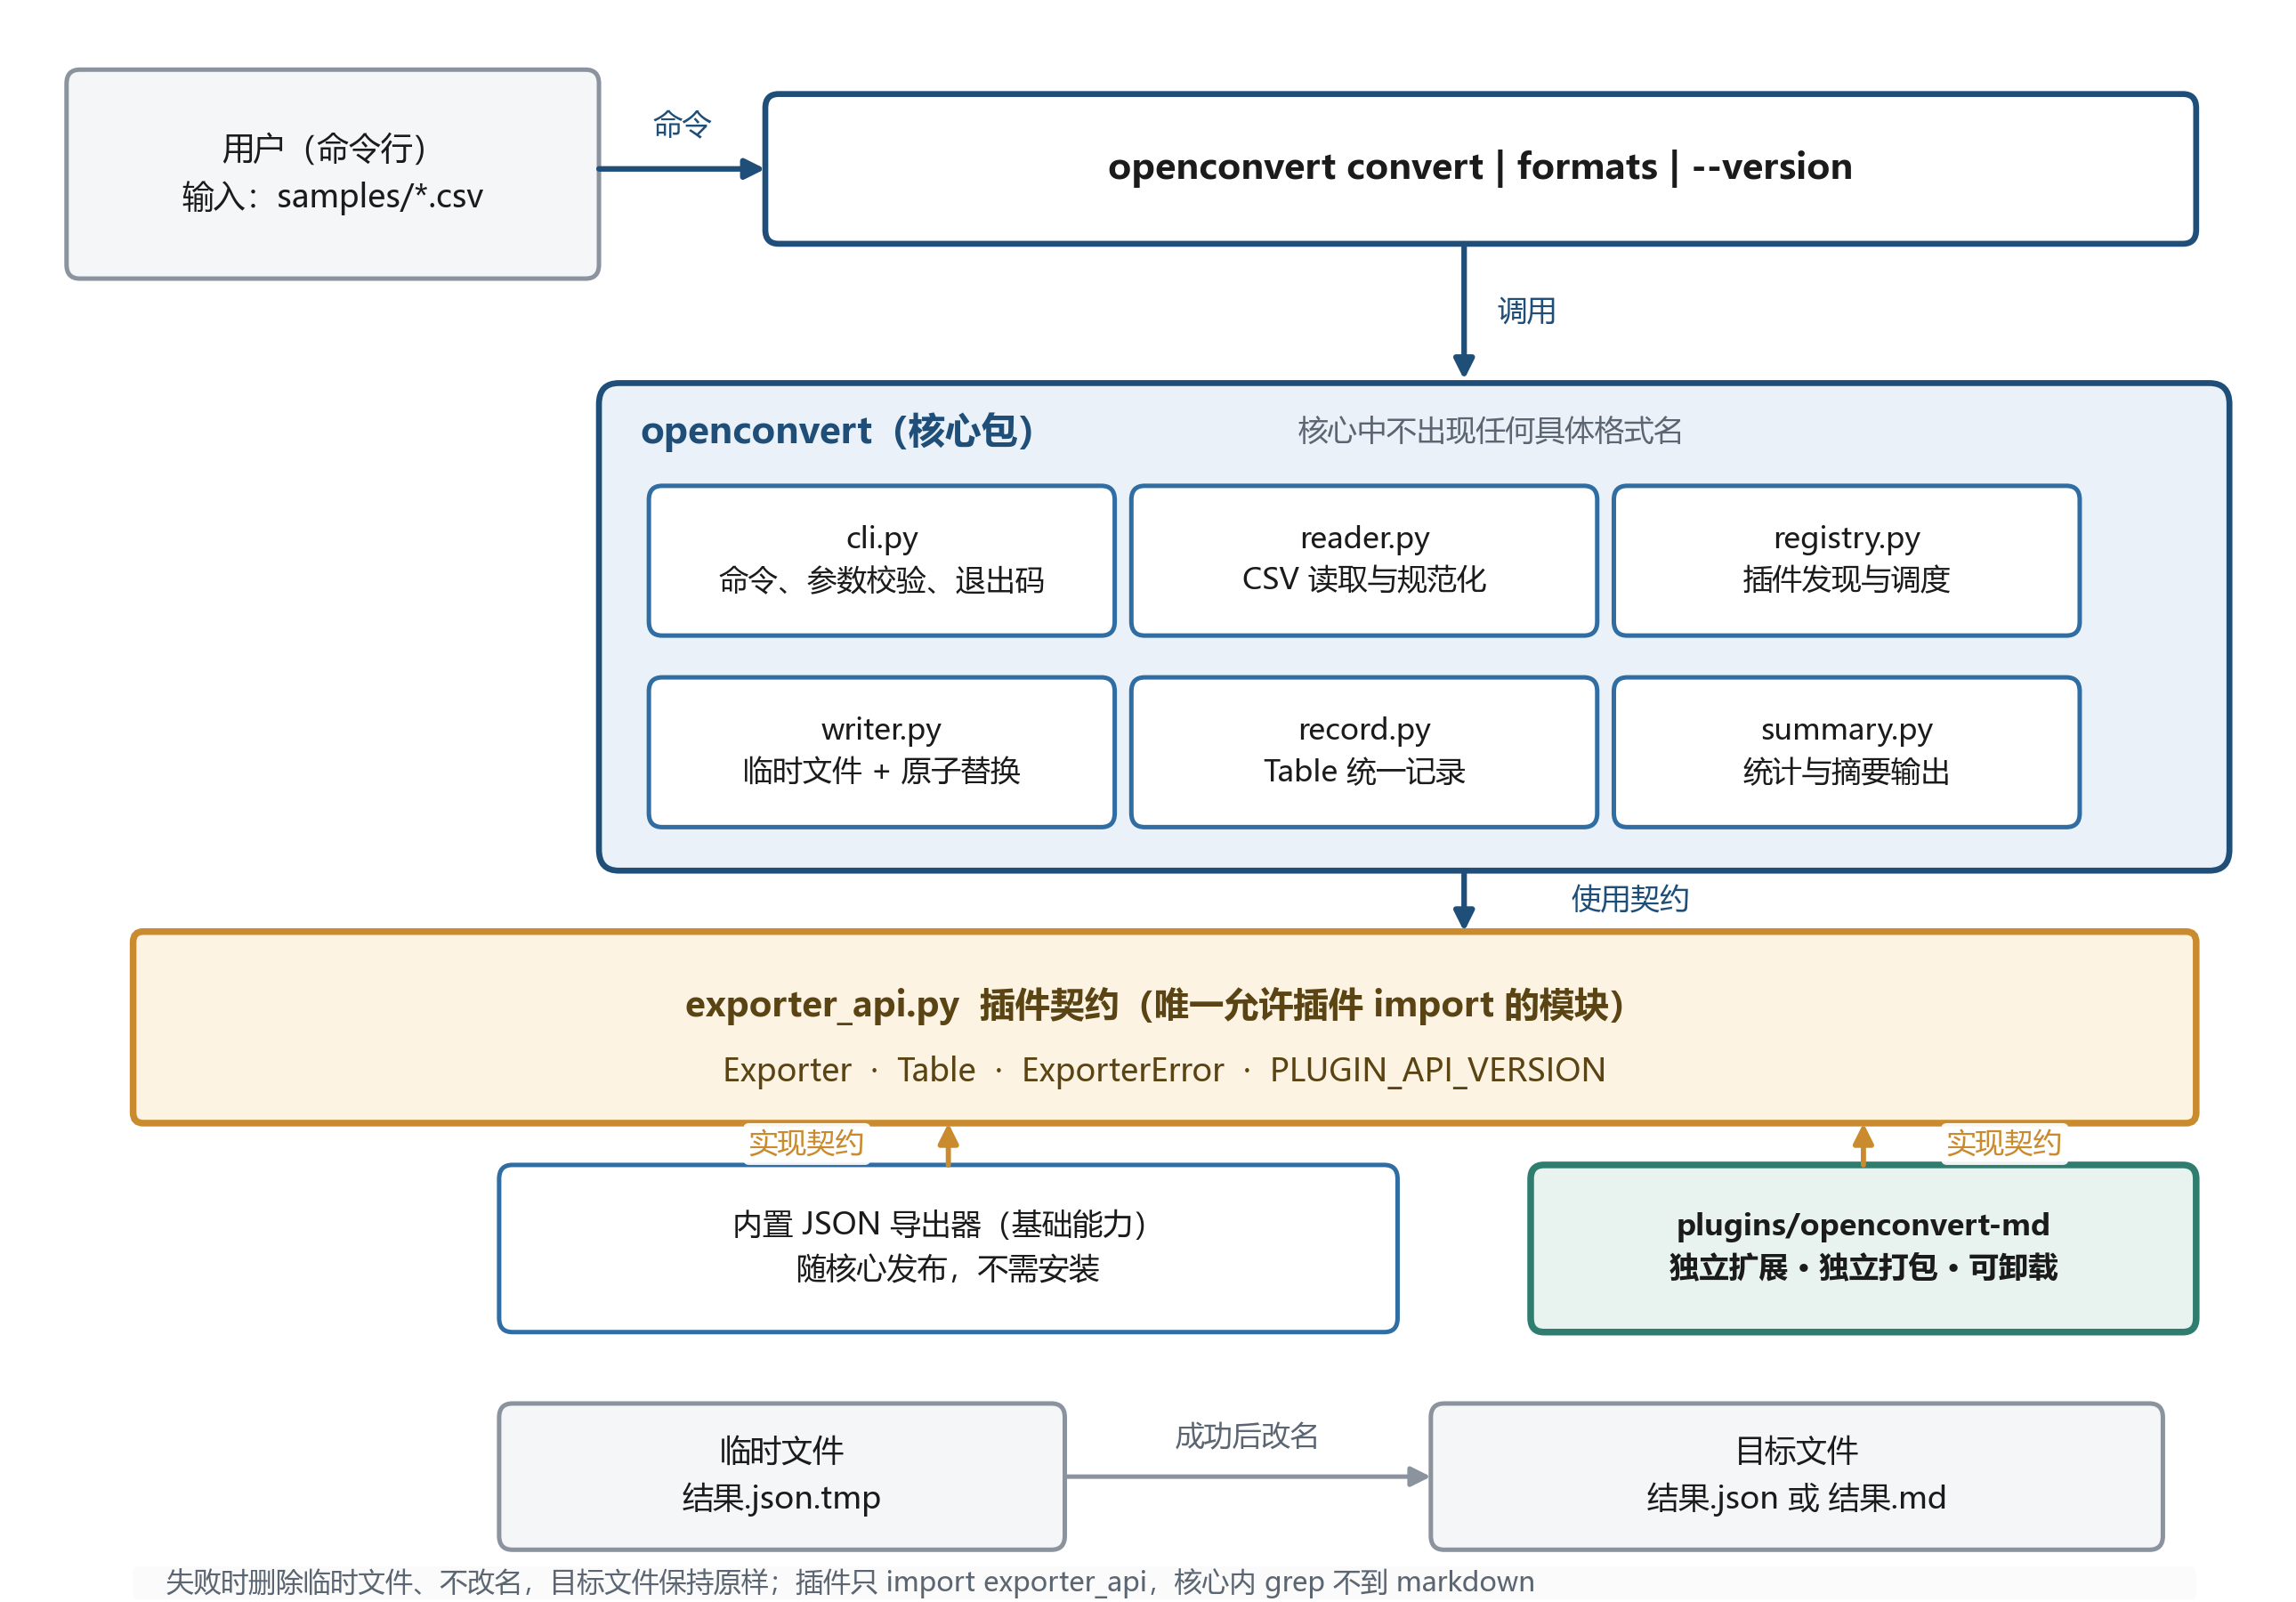 用户（命令行）
输入：samples/*.csv
命令
openconvert convert | formats | --version
调用
openconvert（核心包）
核心中不出现任何具体格式名
cli.py
命令、参数校验、退出码
reader.py
CSV 读取与规范化
registry.py
插件发现与调度
writer.py
临时文件 + 原子替换
record.py
Table 统一记录
summary.py
统计与摘要输出
使用契约
exporter_api.py 插件契约（唯一允许插件 import 的模块）
Exporter · Table · ExporterError · PLUGIN_API_VERSION
实现契约
实现契约
内置 JSON 导出器（基础能力）
随核心发布，不需安装
plugins/openconvert-md
独立扩展 · 独立打包 · 可卸载
临时文件
结果.json.tmp
成功后改名
目标文件
结果.json 或 结果.md
失败时删除临时文件、不改名，目标文件保持原样；插件只 import exporter_api，核心内 grep 不到 markdown